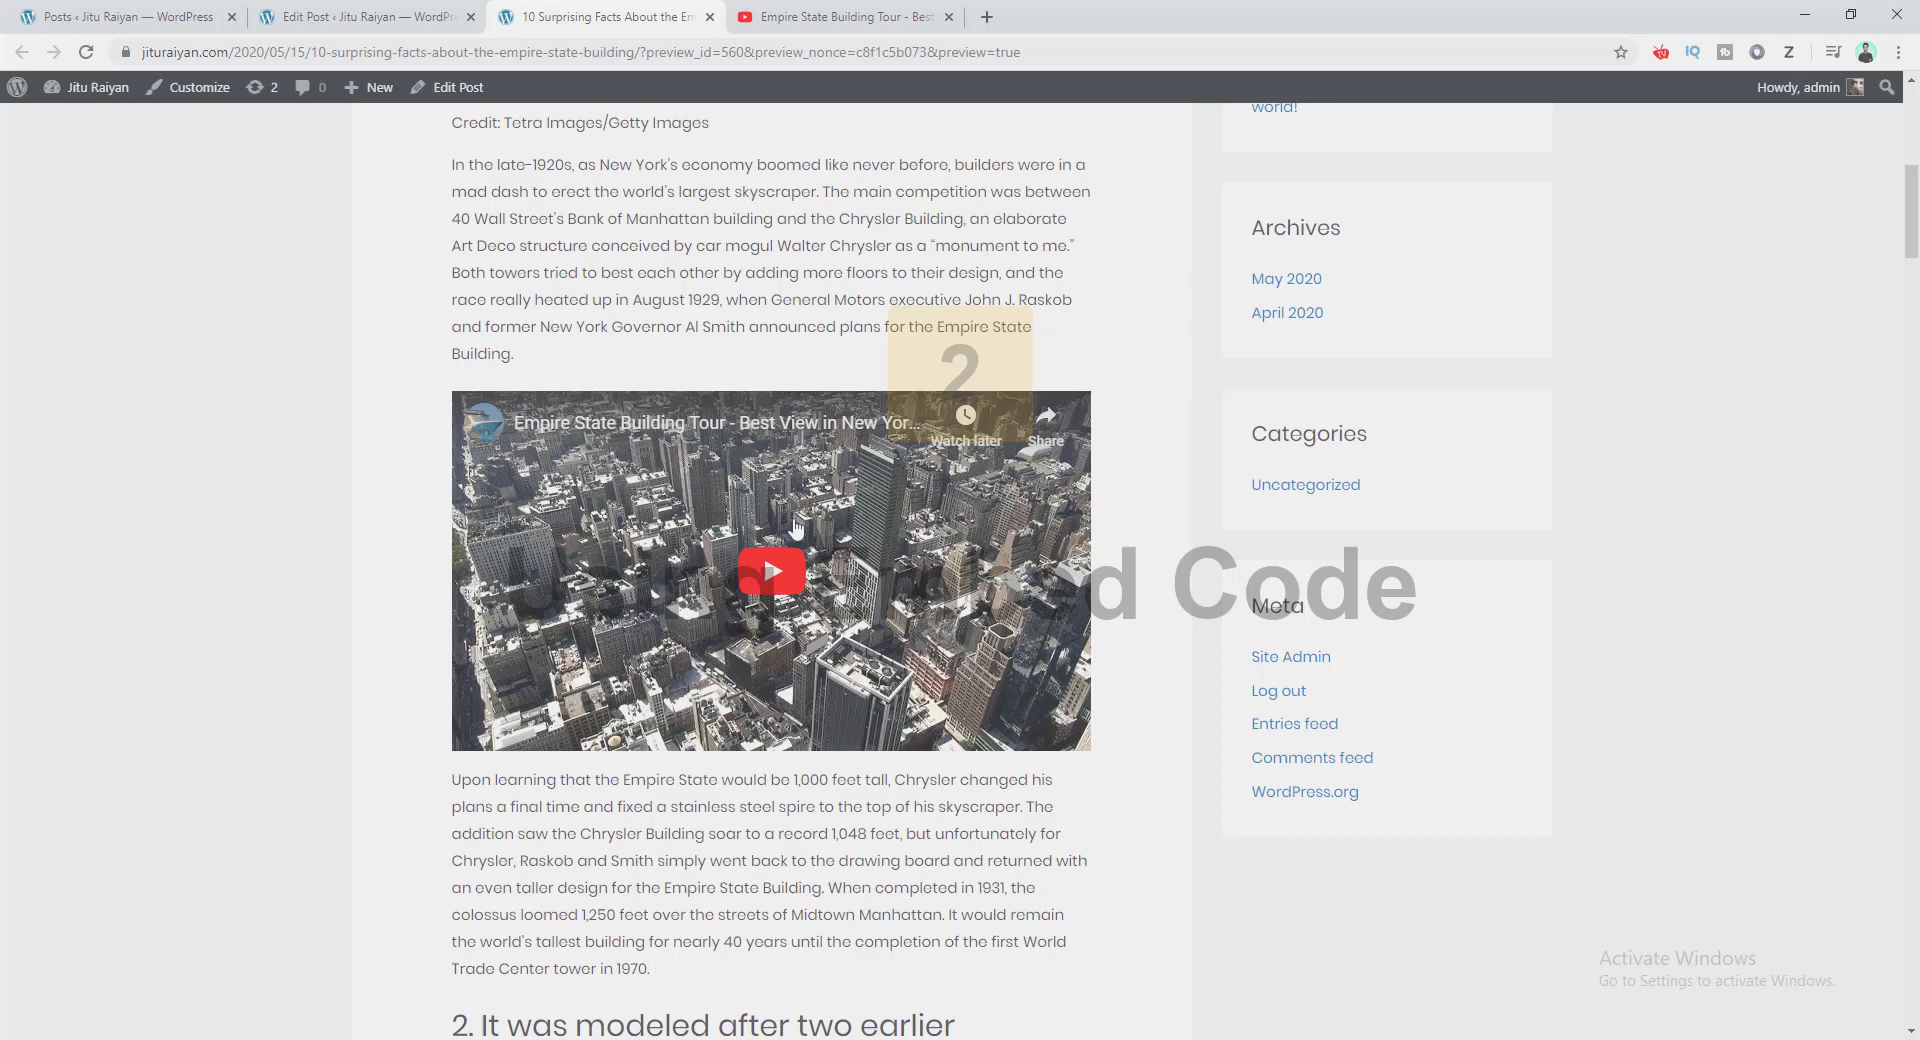 Posts ‹ Jitu Raiyan — WordPress
Edit Post ‹ Jitu Raiyan — WordPr
10 Surprising Facts About the Em
Empire State Building Tour - Best
jituraiyan.com/2020/05/15/10-surprising-facts-about-the-empire-state-building/?preview_id=560&preview_nonce=c8f1c5b073&preview=true
Jitu Raiyan
Customize
2
0
New
Edit Post
Howdy, admin
world!
Credit: Tetra Images/Getty Images
In the late-1920s, as New York's economy boomed like never before, builders were in a
mad dash to erect the world's largest skyscraper. The main competition was between
40 Wall Street's Bank of Manhattan building and the Chrysler Building, an elaborate
Art Deco structure conceived by car mogul Walter Chrysler as a “monument to me.”
Both towers tried to best each other by adding more floors to their design, and the
race really heated up in August 1929, when General Motors executive John J. Raskob
and former New York Governor Al Smith announced plans for the Empire State
Building.
2
Empire State Building Tour - Best View in New Yor...
Watch later
Share
Code
Upon learning that the Empire State would be 1,000 feet tall, Chrysler changed his
plans a final time and fixed a stainless steel spire to the top of his skyscraper. The
addition saw the Chrysler Building soar to a record 1,048 feet, but unfortunately for
Chrysler, Raskob and Smith simply went back to the drawing board and returned with
an even taller design for the Empire State Building. When completed in 1931, the
colossus loomed 1,250 feet over the streets of Midtown Manhattan. It would remain
the world's tallest building for nearly 40 years until the completion of the first World
Trade Center tower in 1970.
2. It was modeled after two earlier
Archives
May 2020
April 2020
Categories
Uncategorized
Meta
Site Admin
Log out
Entries feed
Comments feed
WordPress.org
Activate Windows
Go to Settings to activate Windows.